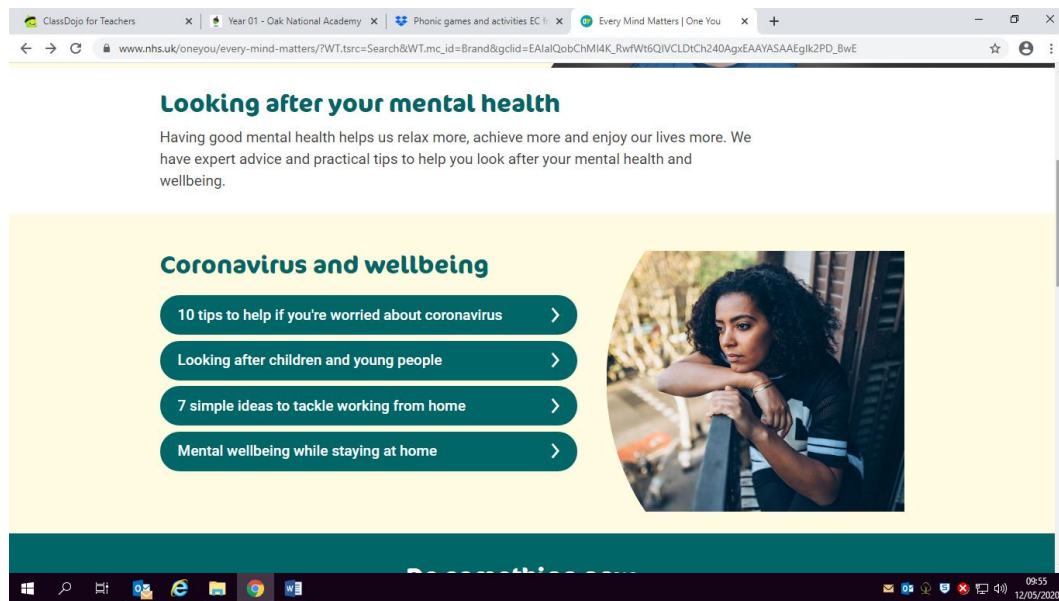 ClassDojo for Teachers
Year 01 - Oak National Academy
Phonic games and activities EC fr
Every Mind Matters | One You
www.nhs.uk/oneyou/every-mind-matters/?WT.tsrc=Search&WT.mc_id=Brand&gclid=EAIaIQobChMI4K_RwfWt6QIVCLDtCh240AgxEAAYASAAEgIk2PD_BwE
Looking after your mental health
Having good mental health helps us relax more, achieve more and enjoy our lives more. We
have expert advice and practical tips to help you look after your mental health and
wellbeing.
Coronavirus and wellbeing
10 tips to help if you're worried about coronavirus
Looking after children and young people
7 simple ideas to tackle working from home
Mental wellbeing while staying at home
09:55
12/05/2020